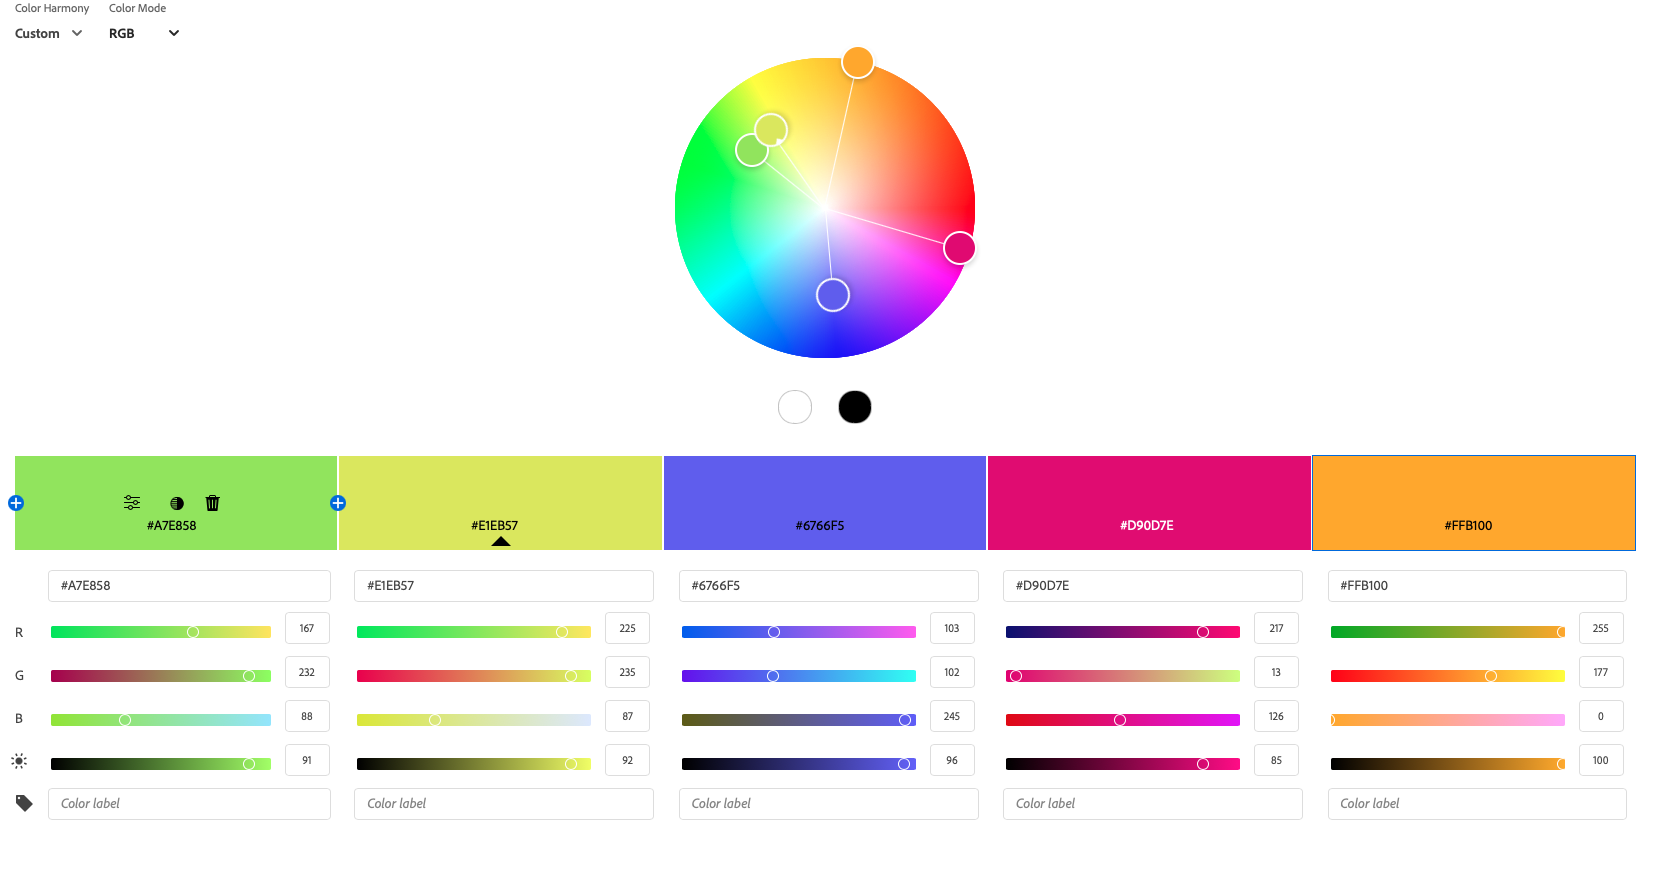 Color Harmony Color Mode
Custom RGB
#A7E858 #E1EB57 #6766F5 #D90D7E #FFB100
#A7E858 #E1EB57 #6766F5 #D90D7E #FFB100
R 167 225 103 217 255
G 232 235 102 13 177
B 88 87 245 126 0
91 92 96 85 100
Color label Color label Color label Color label Color label